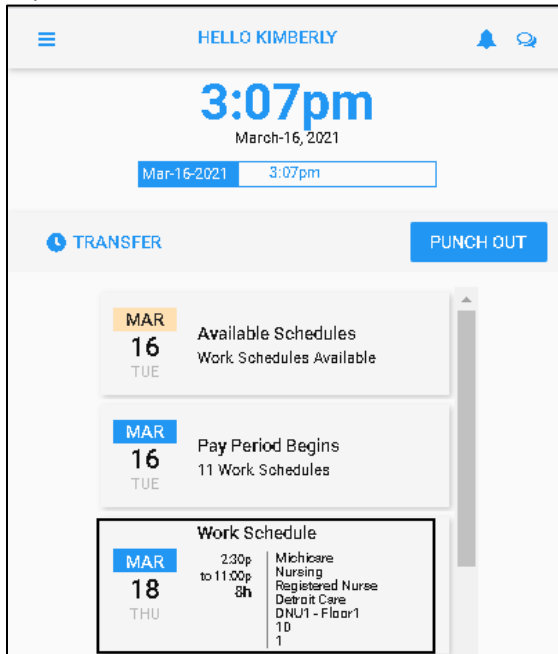 HELLO KIMBERLY
3:07pm
March-16, 2021
Mar-16-2021 3:07pm
TRANSFER
PUNCH OUT
MAR
16
TUE
Available Schedules
Work Schedules Available
MAR
16
TUE
Pay Period Begins
11 Work Schedules
Work Schedule
MAR
18
THU
2:30p
to 11:00p
8h
Michicare
Nursing
Registered Nurse
Detroit Care
DNU1 - Floor1
10
1